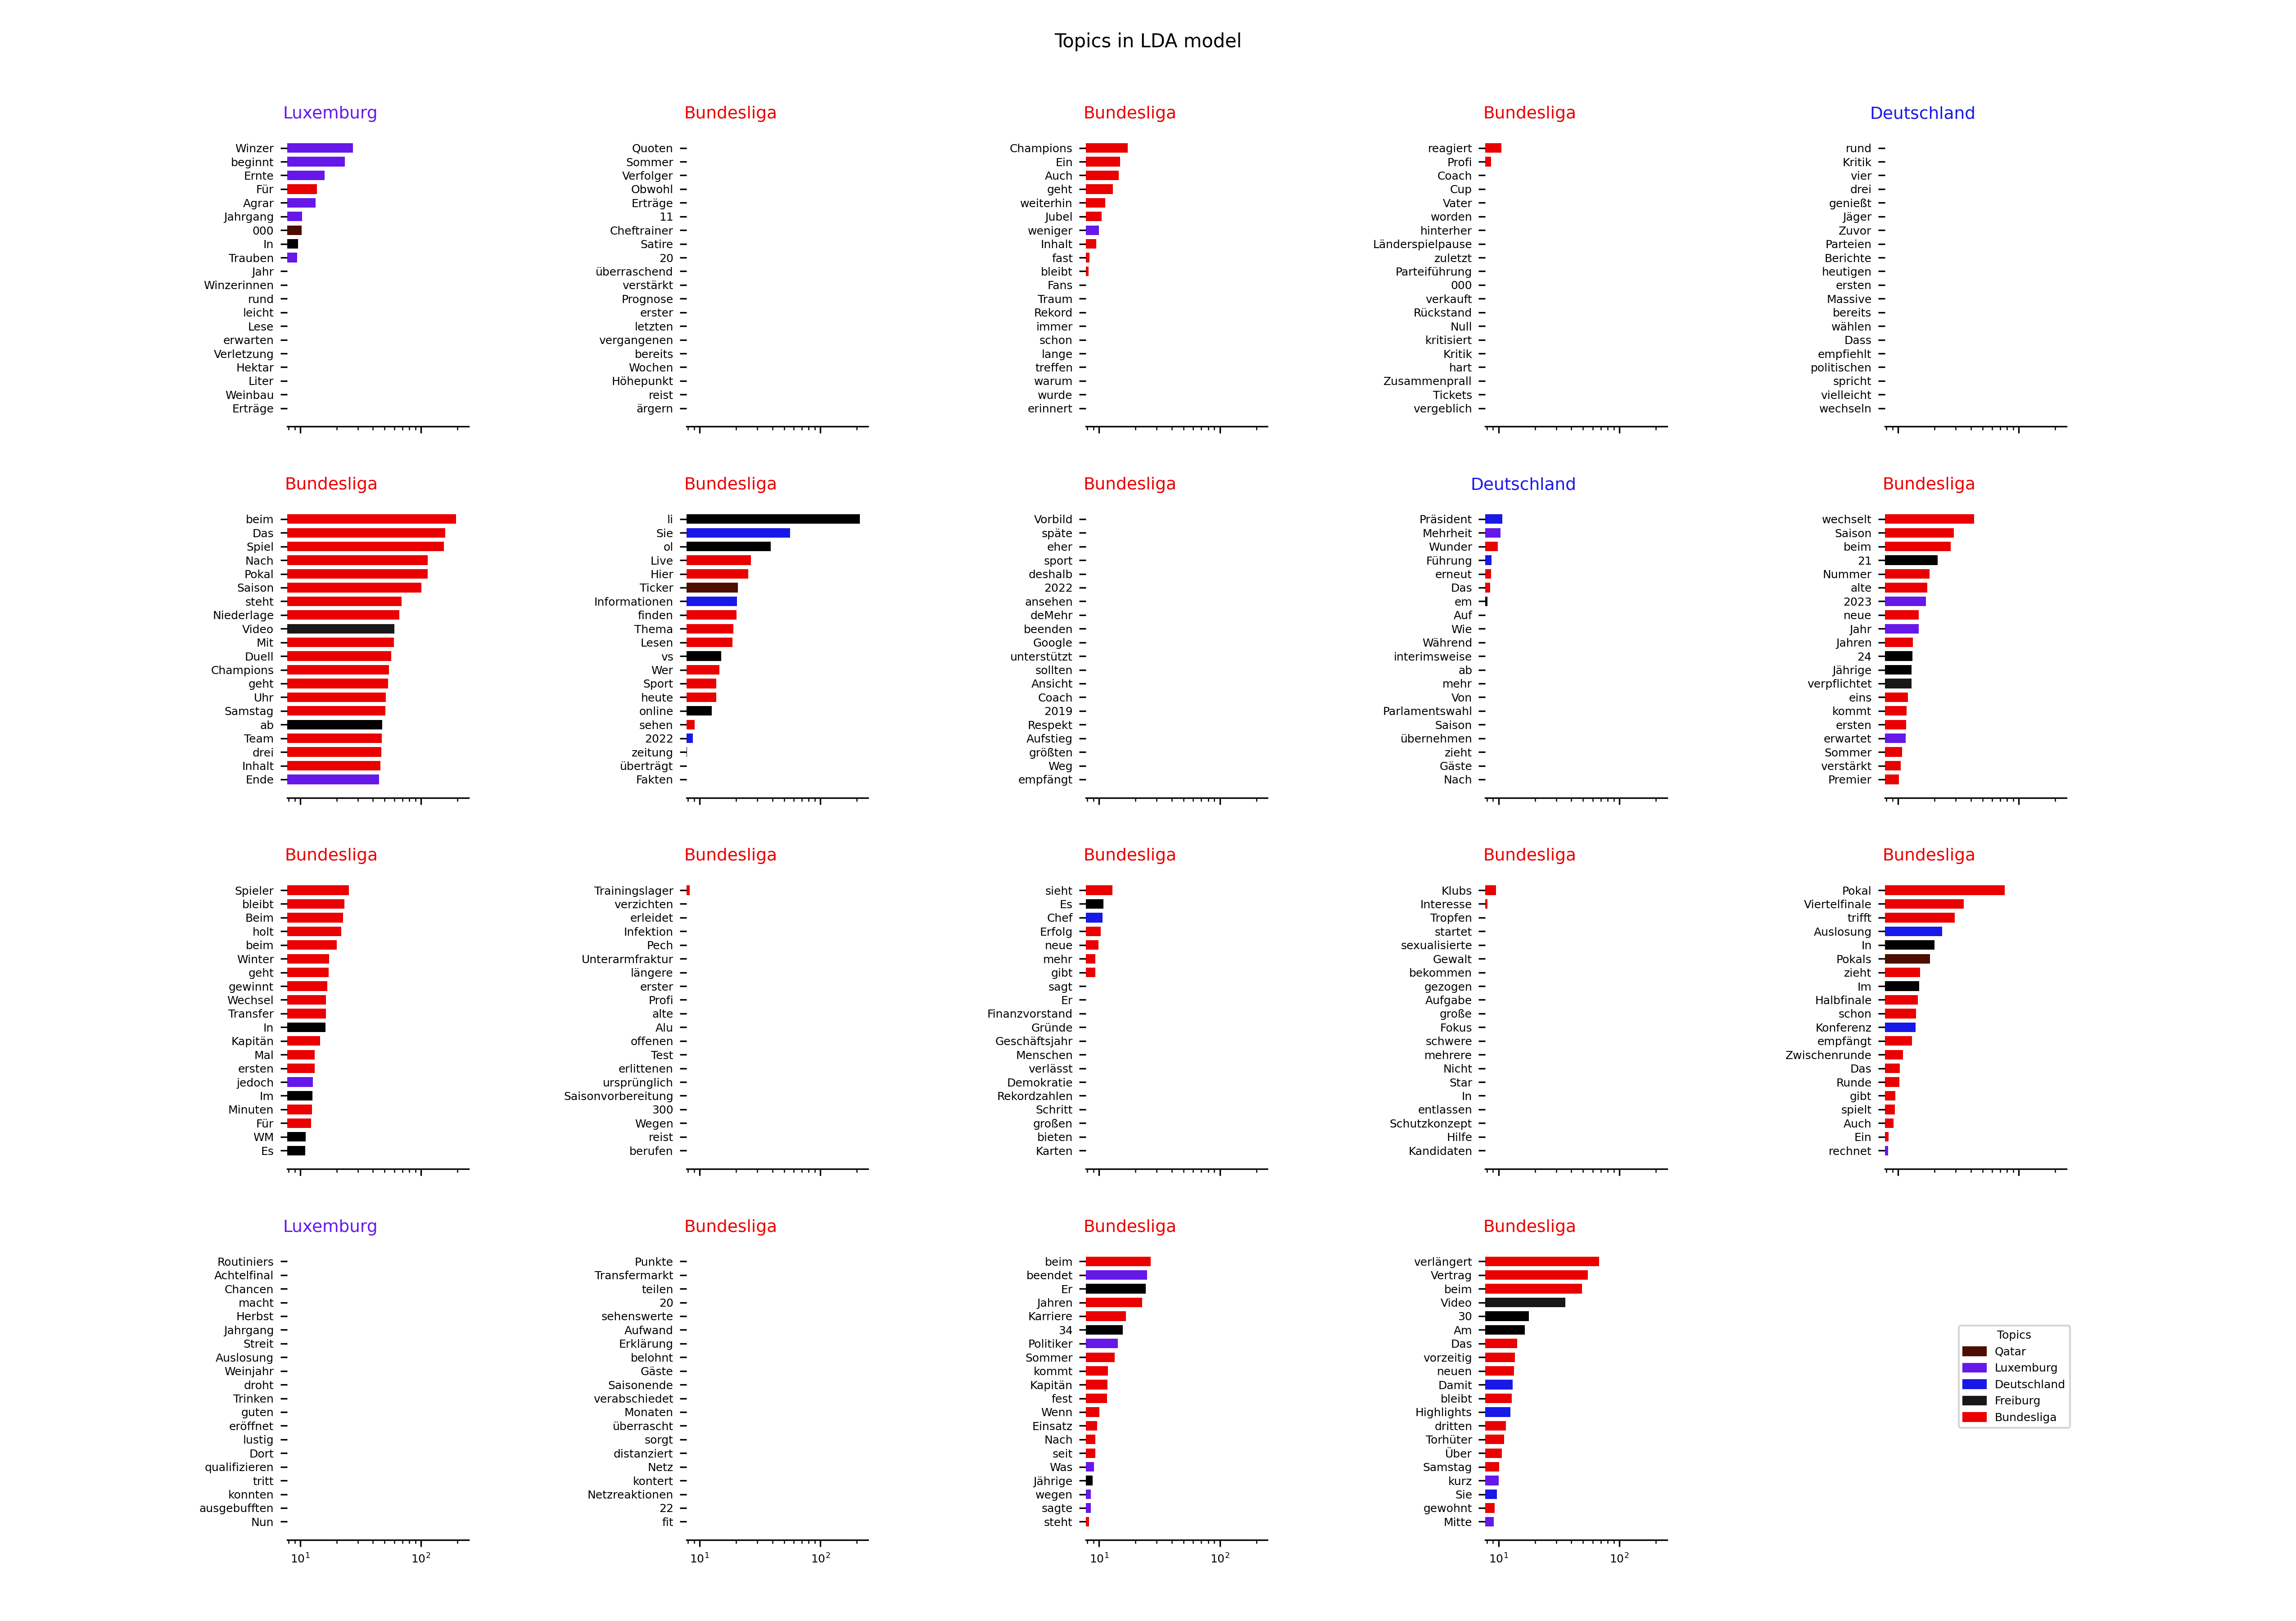 Topics in LDA model
Luxemburg
Winzer
beginnt
Ernte
Für
Agrar
Jahrgang
000
In
Trauben
Jahr
Winzerinnen
rund
leicht
Lese
erwarten
Verletzung
Hektar
Liter
Weinbau
Erträge
Bundesliga
Quoten
Sommer
Verfolger
Obwohl
Erträge
11
Cheftrainer
Satire
20
überraschend
verstärkt
Prognose
erster
letzten
vergangenen
bereits
Wochen
Höhepunkt
reist
ärgern
Bundesliga
Champions
Ein
Auch
geht
weiterhin
Jubel
weniger
Inhalt
fast
bleibt
Fans
Traum
Rekord
immer
schon
lange
treffen
warum
wurde
erinnert
Bundesliga
reagiert
Profi
Coach
Cup
Vater
worden
hinterher
Länderspielpause
zuletzt
Parteiführung
000
verkauft
Rückstand
Null
kritisiert
Kritik
hart
Zusammenprall
Tickets
vergeblich
Deutschland
rund
Kritik
vier
drei
genießt
Jäger
Zuvor
Parteien
Berichte
heutigen
ersten
Massive
bereits
wählen
Dass
empfiehlt
politischen
spricht
vielleicht
wechseln
Bundesliga
beim
Das
Spiel
Nach
Pokal
Saison
steht
Niederlage
Video
Mit
Duell
Champions
geht
Uhr
Samstag
ab
Team
drei
Inhalt
Ende
Bundesliga
li
Sie
ol
Live
Hier
Ticker
Informationen
finden
Thema
Lesen
vs
Wer
Sport
heute
online
sehen
2022
zeitung
überträgt
Fakten
Bundesliga
Vorbild
späte
eher
sport
deshalb
2022
ansehen
deMehr
beenden
Google
unterstützt
sollten
Ansicht
Coach
2019
Respekt
Aufstieg
größten
Weg
empfängt
Deutschland
Präsident
Mehrheit
Wunder
Führung
erneut
Das
em
Auf
Wie
Während
interimsweise
ab
mehr
Von
Parlamentswahl
Saison
übernehmen
zieht
Gäste
Nach
Bundesliga
wechselt
Saison
beim
21
Nummer
alte
2023
neue
Jahr
Jahren
24
Jährige
verpflichtet
eins
kommt
ersten
erwartet
Sommer
verstärkt
Premier
Bundesliga
Spieler
bleibt
Beim
holt
beim
Winter
geht
gewinnt
Wechsel
Transfer
In
Kapitän
Mal
ersten
jedoch
Im
Minuten
Für
WM
Es
Bundesliga
Trainingslager
verzichten
erleidet
Infektion
Pech
Unterarmfraktur
längere
erster
Profi
alte
Alu
offenen
Test
erlittenen
ursprünglich
Saisonvorbereitung
300
Wegen
reist
berufen
Bundesliga
sieht
Es
Chef
Erfolg
neue
mehr
gibt
sagt
Er
Finanzvorstand
Gründe
Geschäftsjahr
Menschen
verlässt
Demokratie
Rekordzahlen
Schritt
großen
bieten
Karten
Bundesliga
Klubs
Interesse
Tropfen
startet
sexualisierte
Gewalt
bekommen
gezogen
Aufgabe
große
Fokus
schwere
mehrere
Nicht
Star
In
entlassen
Schutzkonzept
Hilfe
Kandidaten
Bundesliga
Pokal
Viertelfinale
trifft
Auslosung
In
Pokals
zieht
Im
Halbfinale
schon
Konferenz
empfängt
Zwischenrunde
Das
Runde
gibt
spielt
Auch
Ein
rechnet
Luxemburg
Routiniers
Achtelfinal
Chancen
macht
Herbst
Jahrgang
Streit
Auslosung
Weinjahr
droht
Trinken
guten
eröffnet
lustig
Dort
qualifizieren
tritt
konnten
ausgebufften
Nun
10¹ 10²
Bundesliga
Punkte
Transfermarkt
teilen
20
sehenswerte
Aufwand
Erklärung
belohnt
Gäste
Saisonende
verabschiedet
Monaten
überrascht
sorgt
distanziert
Netz
kontert
Netzreaktionen
22
fit
10¹ 10²
Bundesliga
beim
beendet
Er
Jahren
Karriere
34
Politiker
Sommer
kommt
Kapitän
fest
Wenn
Einsatz
Nach
seit
Was
Jährige
wegen
sagte
steht
10¹ 10²
Bundesliga
verlängert
Vertrag
beim
Video
30
Am
Das
vorzeitig
neuen
Damit
bleibt
Highlights
dritten
Torhüter
Über
Samstag
kurz
Sie
gewohnt
Mitte
10¹ 10²
Topics
Qatar
Luxemburg
Deutschland
Freiburg
Bundesliga